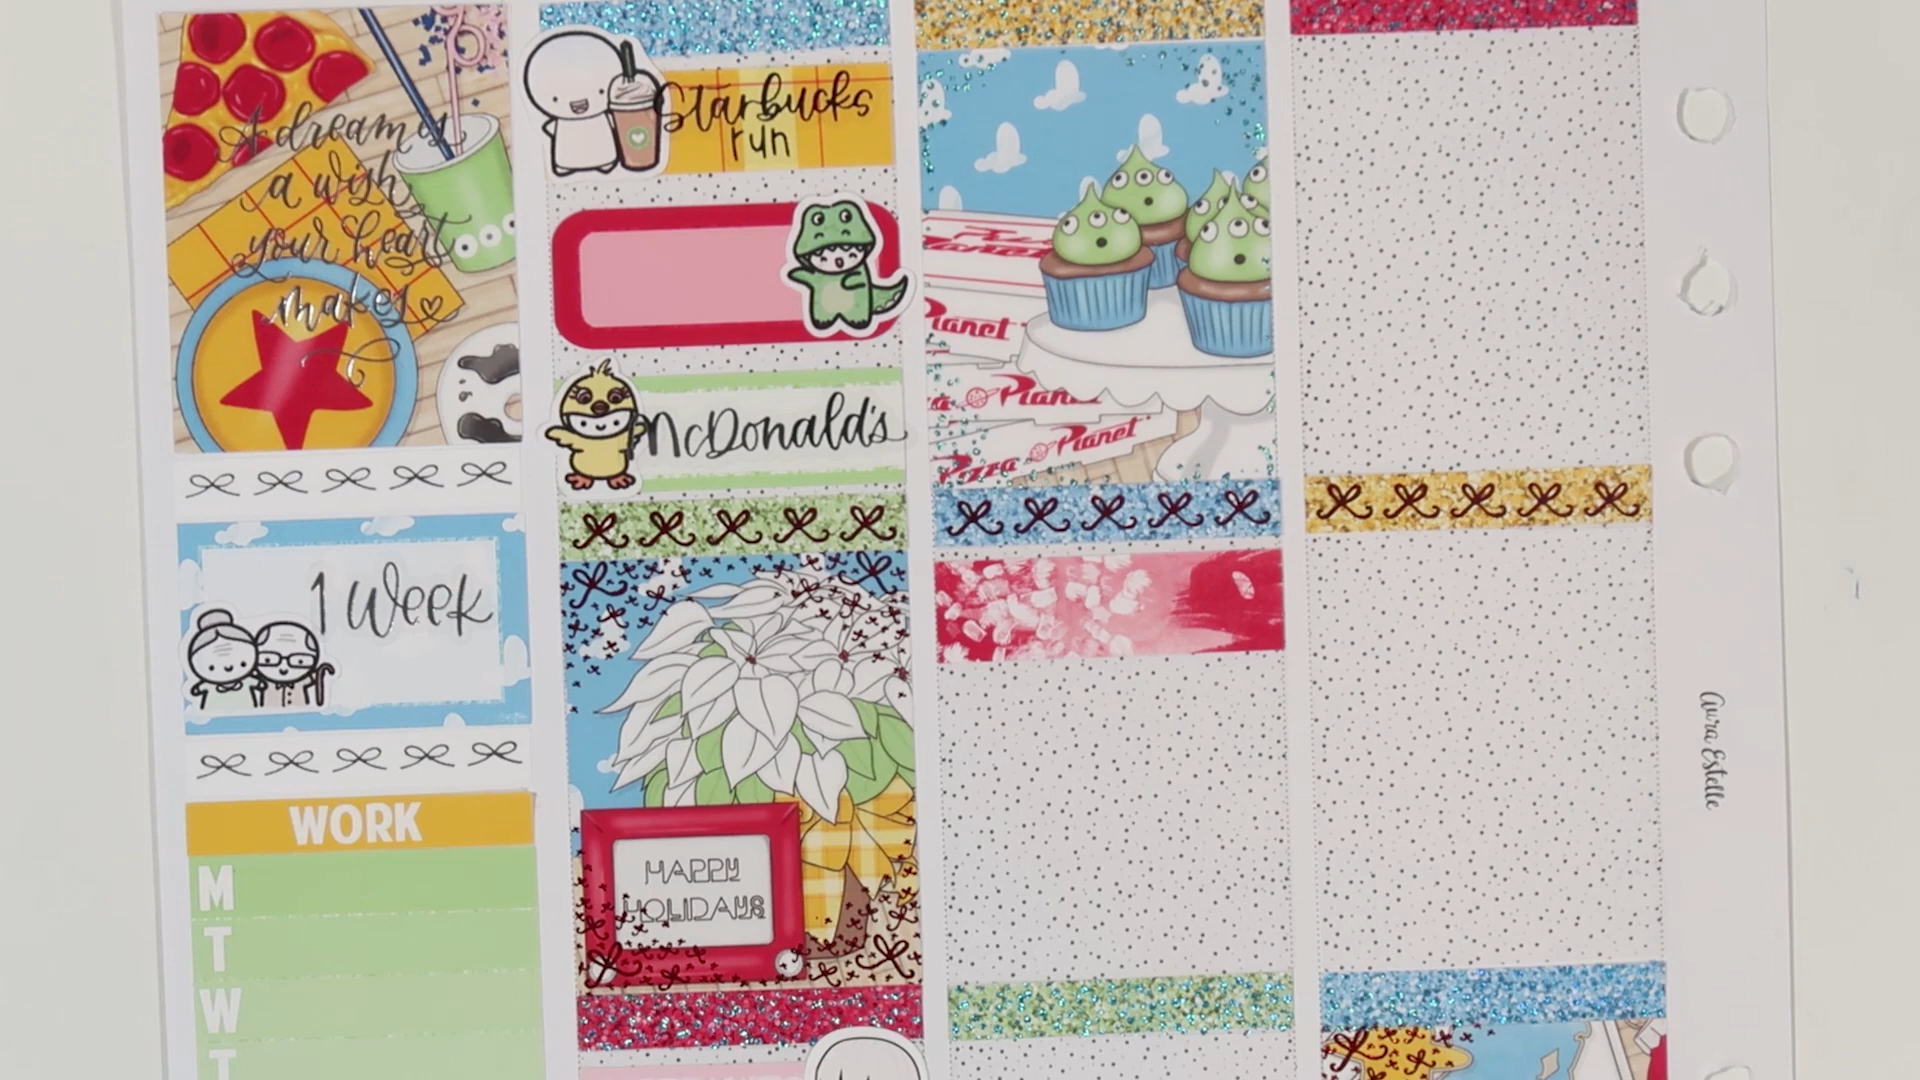 A dream is
a wish
your heart
makes
1 Week
WORK
M
T
W
T
Starbucks
run
McDonald's
HAPPY
HOLIDAYS
Planet
Planet
Pizza Planet
Aura Estelle